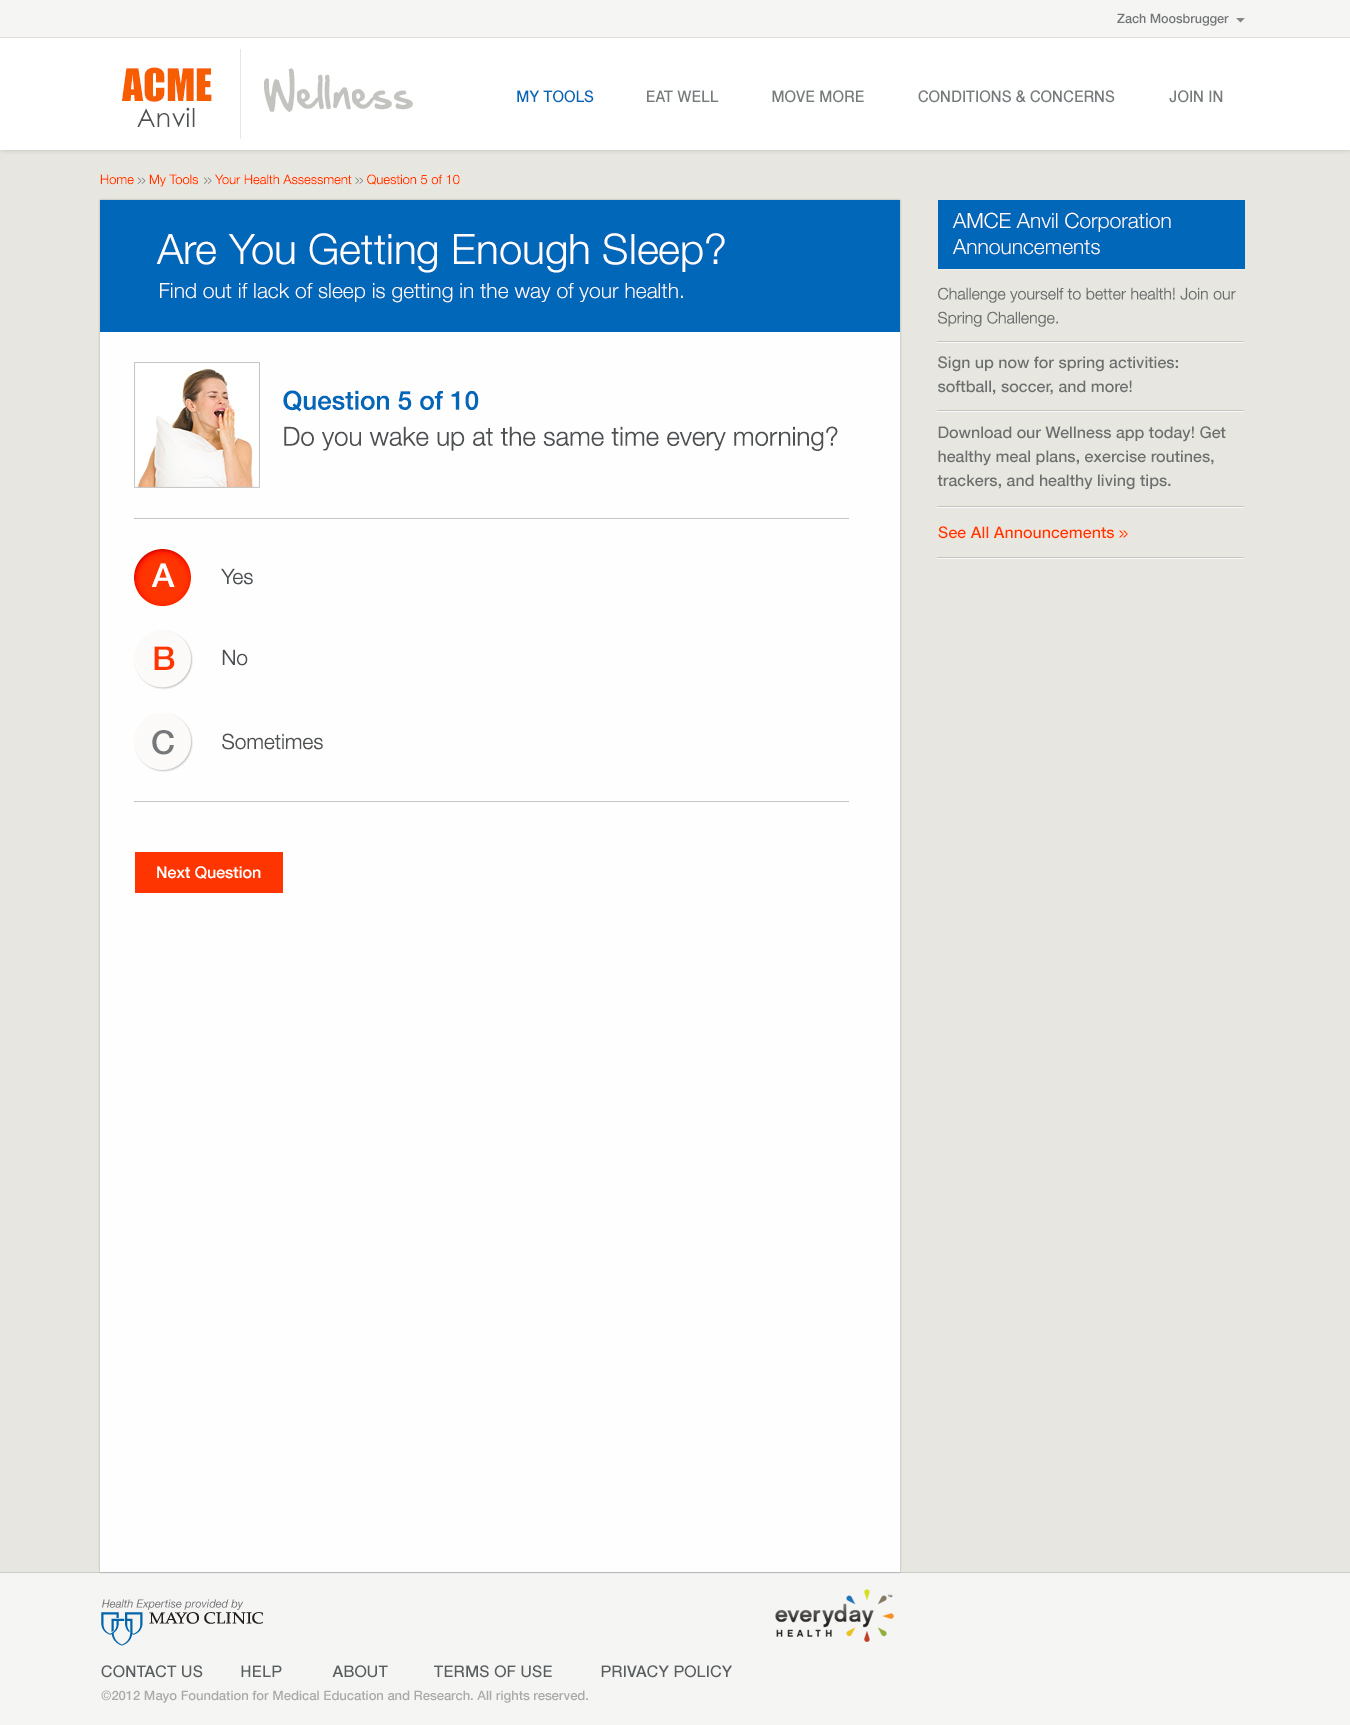 Zach Moosbrugger
ACME
Anvil
Wellness
MY TOOLS
EAT WELL
MOVE MORE
CONDITIONS & CONCERNS
JOIN IN
Home » My Tools » Your Health Assessment » Question 5 of 10
Are You Getting Enough Sleep?
Find out if lack of sleep is getting in the way of your health.
Question 5 of 10
Do you wake up at the same time every morning?
A Yes
B No
C Sometimes
Next Question
AMCE Anvil Corporation
Announcements
Challenge yourself to better health! Join our
Spring Challenge.
Sign up now for spring activities:
softball, soccer, and more!
Download our Wellness app today! Get
healthy meal plans, exercise routines,
trackers, and healthy living tips.
See All Announcements »
Health Expertise provided by
MAYO CLINIC
everyday
HEALTH
CONTACT US
HELP
ABOUT
TERMS OF USE
PRIVACY POLICY
©2012 Mayo Foundation for Medical Education and Research. All rights reserved.